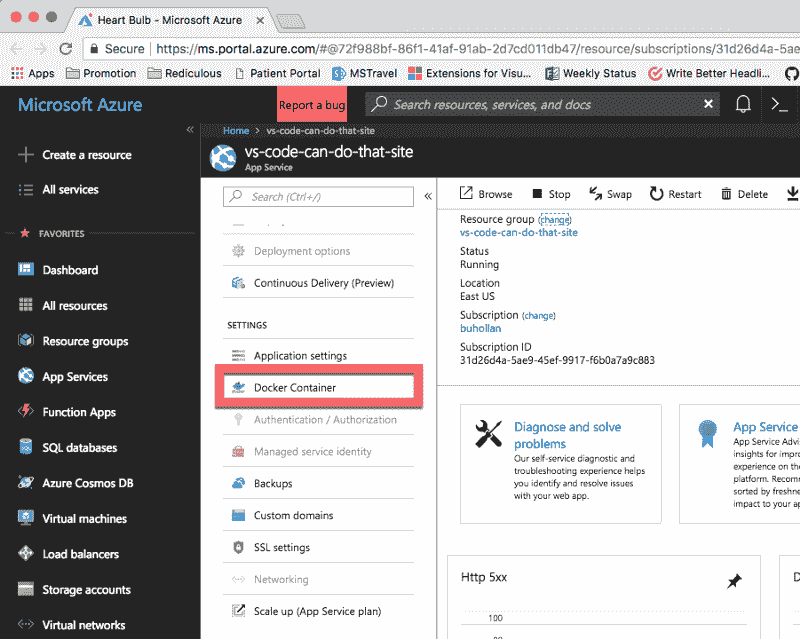 Heart Bulb - Microsoft Azure
Secure https://ms.portal.azure.com/#@72f988bf-86f1-41af-91ab-2d7cd011db47/resource/subscriptions/31d26d4a-5ae
Apps Promotion Rediculous Patient Portal MSTravel Extensions for Visu... Weekly Status Write Better Headli...
Microsoft Azure Report a bug Search resources, services, and docs
Home > vs-code-can-do-that-site
vs-code-can-do-that-site
App Service
Create a resource
All services
FAVORITES
Dashboard
All resources
Resource groups
App Services
Function Apps
SQL databases
Azure Cosmos DB
Virtual machines
Load balancers
Storage accounts
Virtual networks
Search (Ctrl+/)
Deployment options
Continuous Delivery (Preview)
SETTINGS
Application settings
Docker Container
Authentication / Authorization
Managed service identity
Backups
Custom domains
SSL settings
Networking
Scale up (App Service plan)
Browse Stop Swap Restart Delete
Resource group (change)
vs-code-can-do-that-site
Status
Running
Location
East US
Subscription (change)
buhollan
Subscription ID
31d26d4a-5ae9-45ef-9917-f6b0a7a9c883
Diagnose and solve
problems
Our self-service diagnostic and
troubleshooting experience helps
you identify and resolve issues
with your web app.
App Service
App Service Advis
insights for impro
experience on the
platform. Recomm
sorted by freshne
impact to your ap
Http 5xx
100